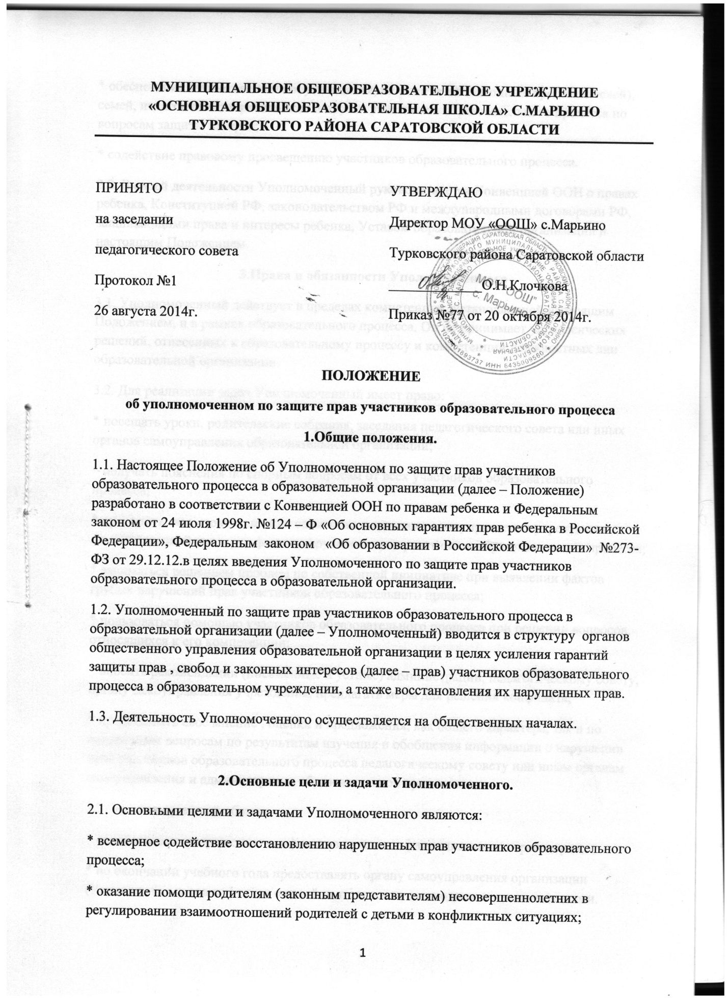 МУНИЦИПАЛЬНОЕ ОБЩЕОБРАЗОВАТЕЛЬНОЕ УЧРЕЖДЕНИЕ
«ОСНОВНАЯ ОБЩЕОБРАЗОВАТЕЛЬНАЯ ШКОЛА» С.МАРЬИНО
ТУРКОВСКОГО РАЙОНА САРАТОВСКОЙ ОБЛАСТИ
ПРИНЯТО
на заседании
педагогического совета
Протокол №1
26 августа 2014г.
УТВЕРЖДАЮ
Директор МОУ «ООШ» с.Марьино
Турковского района Саратовской области
О.Н.Клочкова
Приказ №77 от 20 октября 2014г.
МОУ "ООШ"
с. Марьино
ПОЛОЖЕНИЕ
об уполномоченном по защите прав участников образовательного процесса
1.Общие положения.
1.1. Настоящее Положение об Уполномоченном по защите прав участников
образовательного процесса в образовательной организации (далее – Положение)
разработано в соответствии с Конвенцией ООН по правам ребенка и Федеральным
законом от 24 июля 1998г. №124 – Ф «Об основных гарантиях прав ребенка в Российской
Федерации», Федеральным законом «Об образовании в Российской Федерации» №273-
ФЗ от 29.12.12.в целях введения Уполномоченного по защите прав участников
образовательного процесса в образовательной организации.
1.2. Уполномоченный по защите прав участников образовательного процесса в
образовательной организации (далее – Уполномоченный) вводится в структуру органов
общественного управления образовательной организации в целях усиления гарантий
защиты прав , свобод и законных интересов (далее – прав) участников образовательного
процесса в образовательном учреждении, а также восстановления их нарушенных прав.
1.3. Деятельность Уполномоченного осуществляется на общественных началах.
2.Основные цели и задачи Уполномоченного.
2.1. Основными целями и задачами Уполномоченного являются:
* всемерное содействие восстановлению нарушенных прав участников образовательного
процесса;
* оказание помощи родителям (законным представителям) несовершеннолетних в
регулировании взаимоотношений родителей с детьми в конфликтных ситуациях;
1